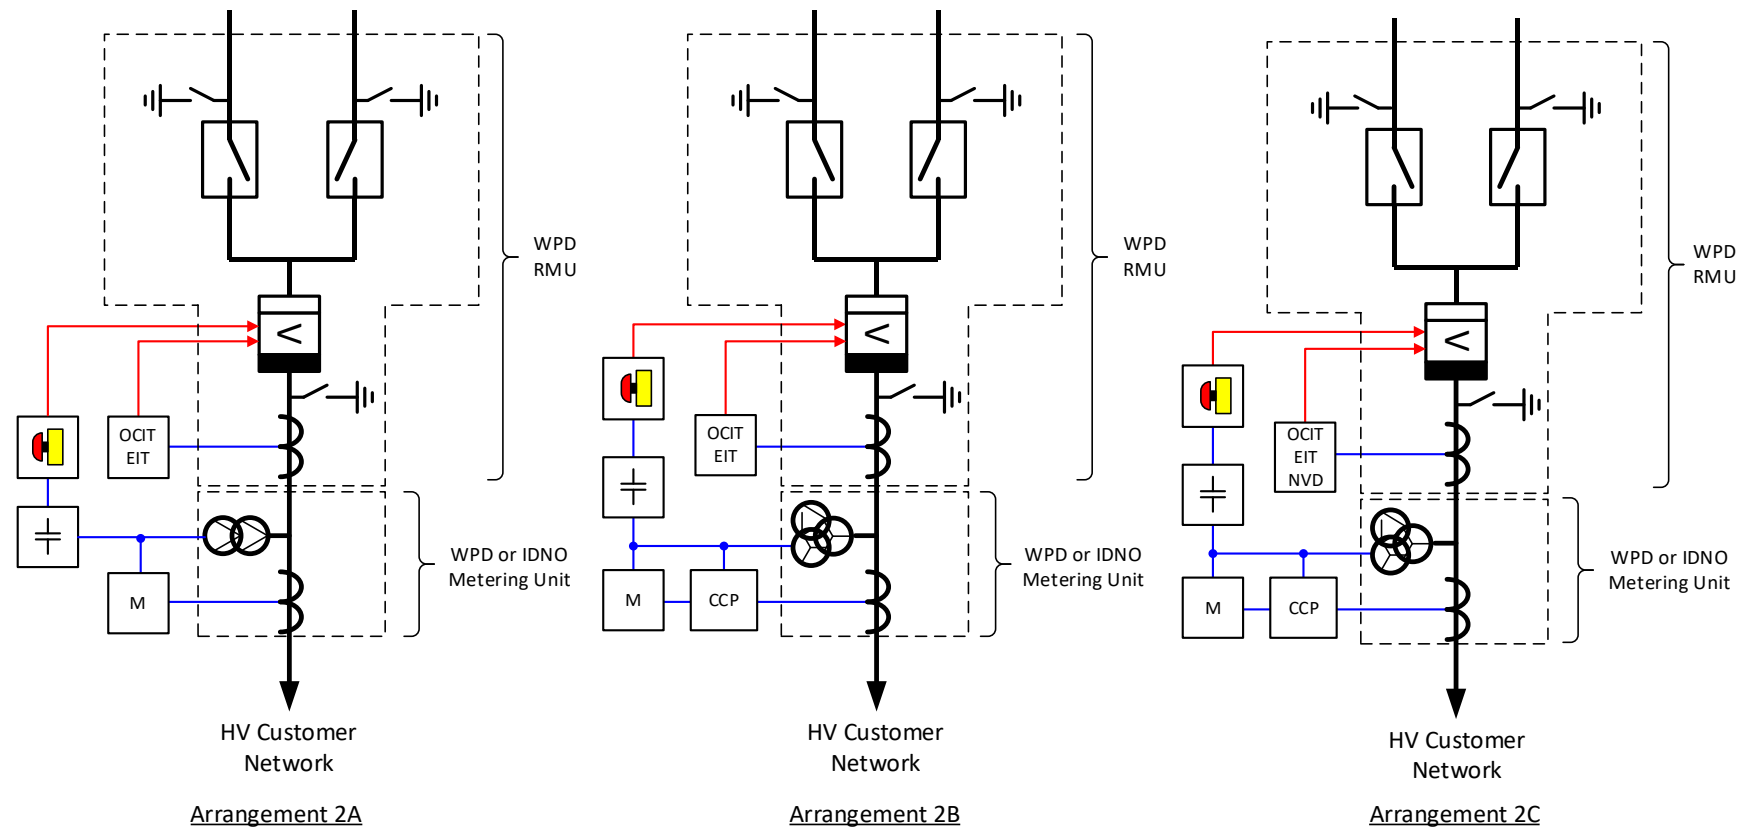 WPD
RMU
<
OCIT
EIT
M
WPD or IDNO
Metering Unit
HV Customer
Network
Arrangement 2A
WPD
RMU
<
OCIT
EIT
M
CCP
WPD or IDNO
Metering Unit
HV Customer
Network
Arrangement 2B
WPD
RMU
<
OCIT
EIT
NVD
M
CCP
WPD or IDNO
Metering Unit
HV Customer
Network
Arrangement 2C